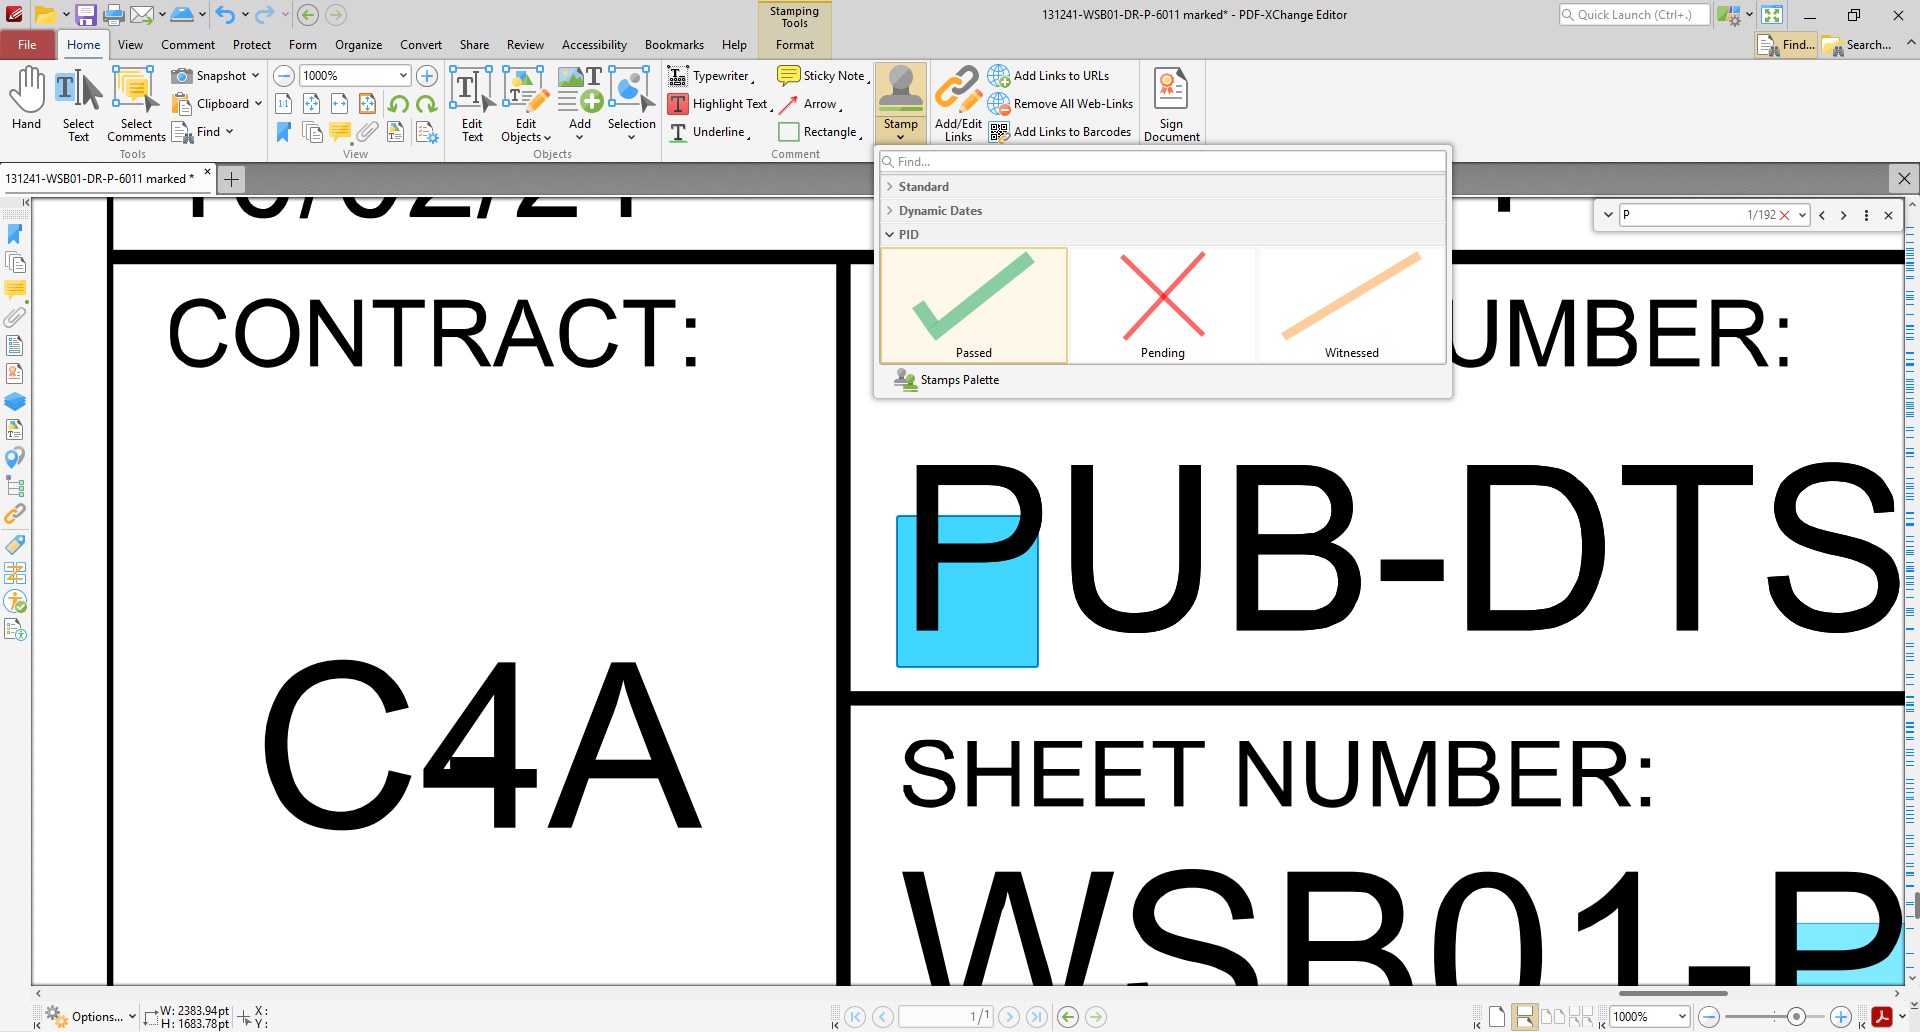 Stamping
Tools
131241-WSB01-DR-P-6011 marked* - PDF-XChange Editor
Quick Launch (Ctrl+.)
File
Home
View
Comment
Protect
Form
Organize
Convert
Share
Review
Accessibility
Bookmarks
Help
Format
Find...
Search...
Hand
Select
Text
Select
Comments
Snapshot
Clipboard
Find
Tools
1000%
1:1
View
Edit
Text
Edit
Objects
Add
Selection
Objects
Typewriter
Highlight Text
Underline
Sticky Note
Arrow
Rectangle
Comment
Stamp
Add/Edit
Links
Add Links to URLs
Remove All Web-Links
Add Links to Barcodes
Sign
Document
131241-WSB01-DR-P-6011 marked *
Find...
Standard
Dynamic Dates
PID
Passed
Pending
Witnessed
Stamps Palette
P
1/192
CONTRACT:
UMBER:
PUB-DTS
C4A
SHEET NUMBER:
WSB01-P
Options...
W: 2383.94pt
H: 1683.78pt
X:
Y:
1/1
1000%